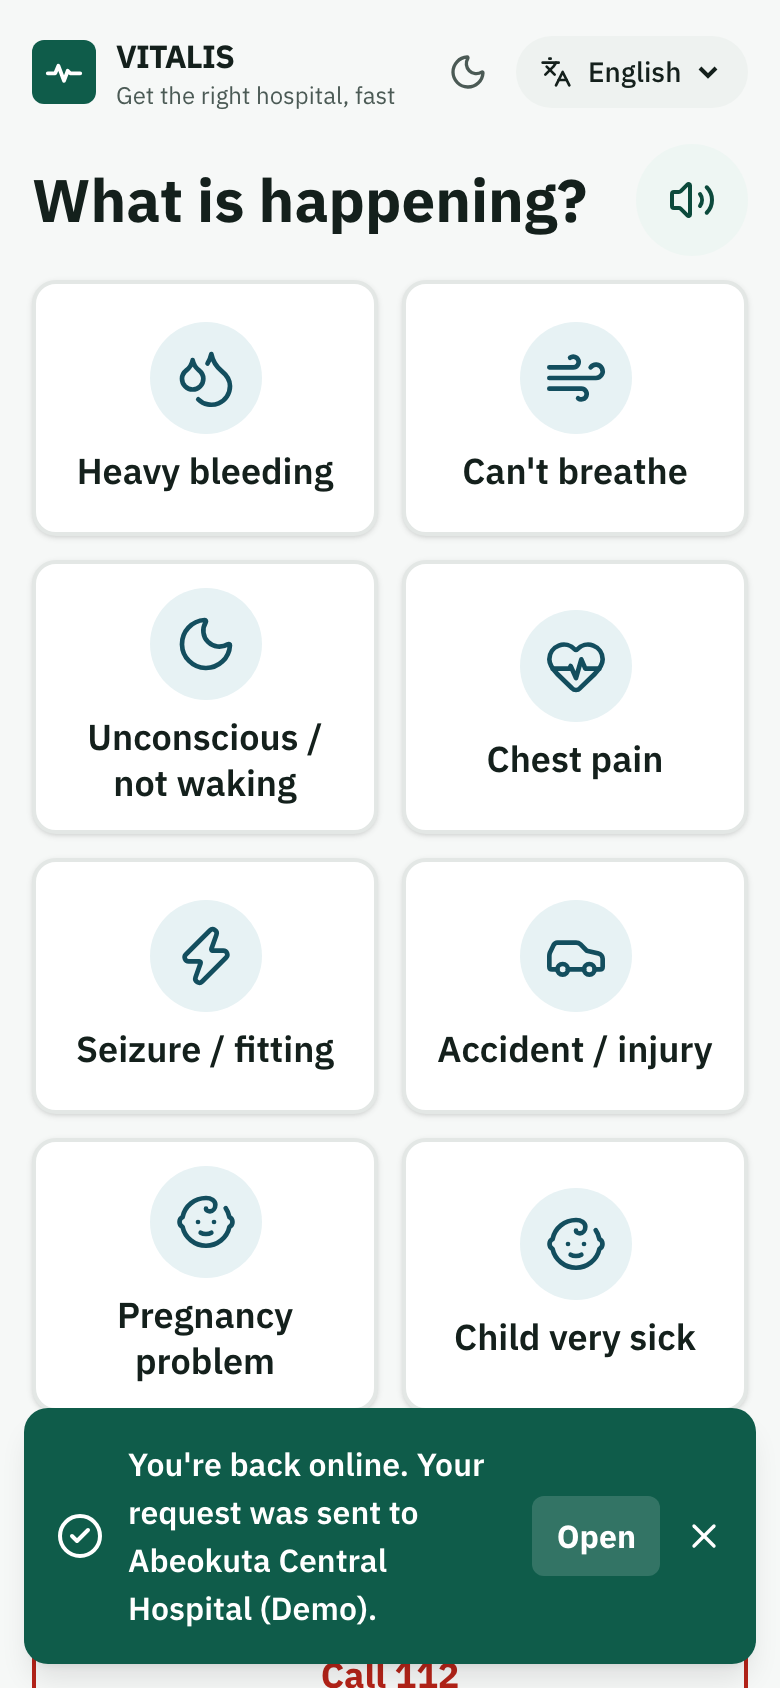 VITALIS
Get the right hospital, fast
English
What is happening?
Heavy bleeding
Can't breathe
Unconscious /
not waking
Chest pain
Seizure / fitting
Accident / injury
Pregnancy
problem
Child very sick
You're back online. Your
request was sent to
Abeokuta Central
Hospital (Demo).
Open
Call 112